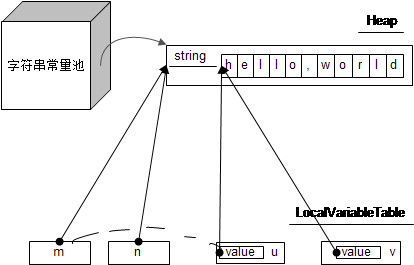 Heap
string
h e l l o , w o r l d
字符串常量池
LocalVariableTable
m n value u value v